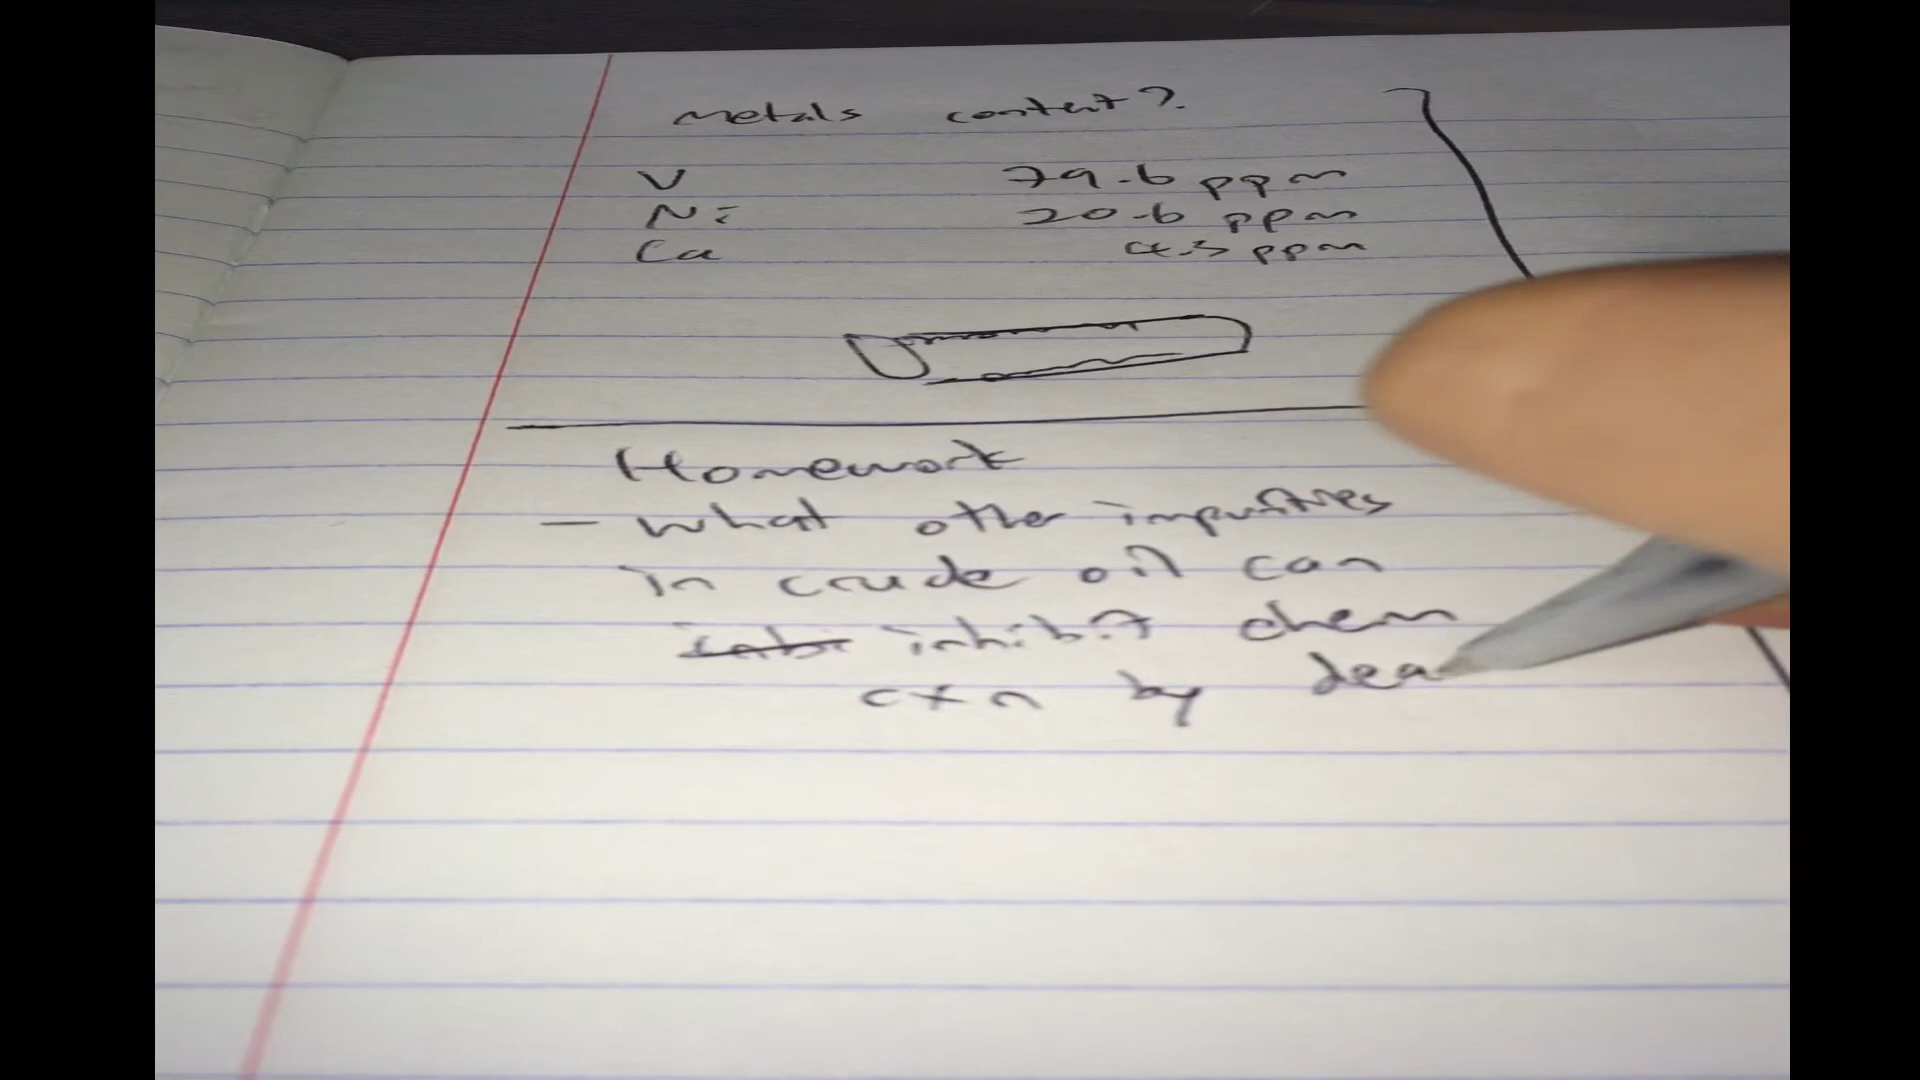 metals content?
V 79.6 ppm
Ni 20.6 ppm
Ca 4.3 ppm
Homework
- what other impurities
in crude oil can
inhibit chem
rxn by dea